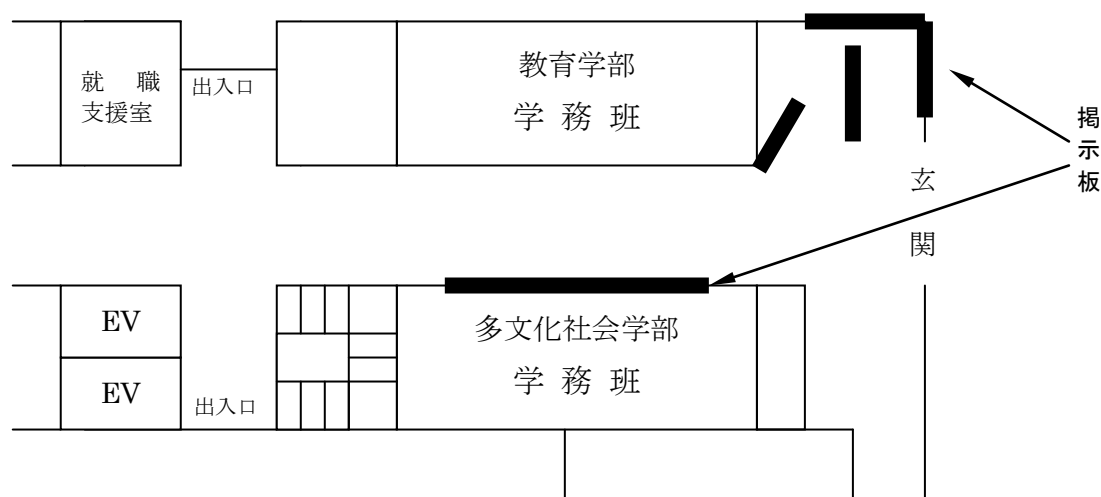 就 職
支援室
出入口
教育学部
学 務 班
掲示板
玄関
EV
EV
出入口
多文化社会学部
学 務 班